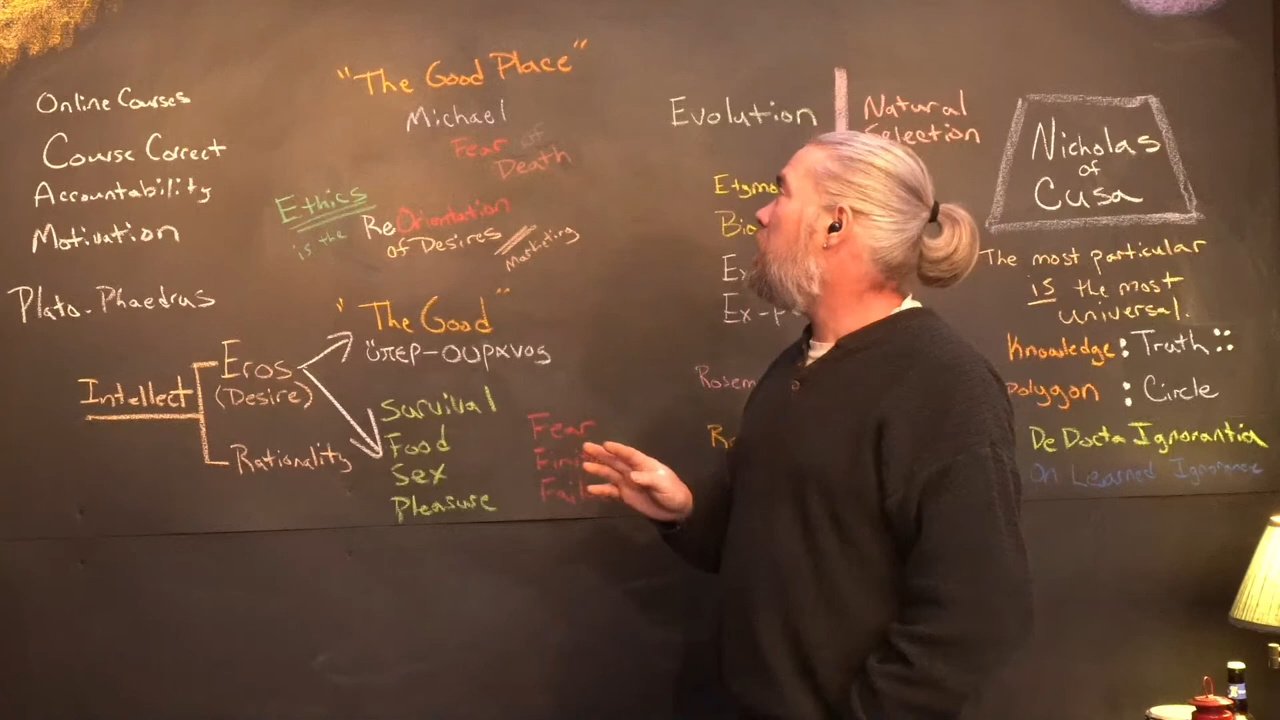 Online Courses
Course Correct
Accountability
Motivation
Plato - Phaedrus
Intellect
Eros
(Desire)
Rationality
"The Good Place"
Michael
Fear of
Death
Ethics
is the
ReOrientation
of Desires
Marketing
"The Good"
ὑπερ-ουρανος
Survival
Food
Sex
Pleasure
Fear
Evolution
Natural
Selection
Nicholas
of
Cusa
The most particular
is the most
universal.
Knowledge : Truth ::
Polygon : Circle
De Docta Ignorantia
On Learned Ignorance